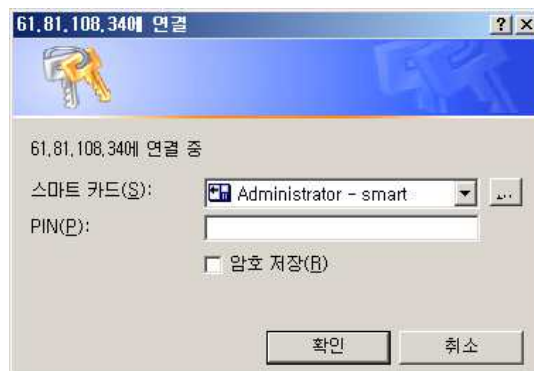 61,81,108,34에 연결
61,81,108,34에 연결 중
스마트 카드(S):
Administrator - smart
...
PIN(P):
암호 저장(R)
확인
취소